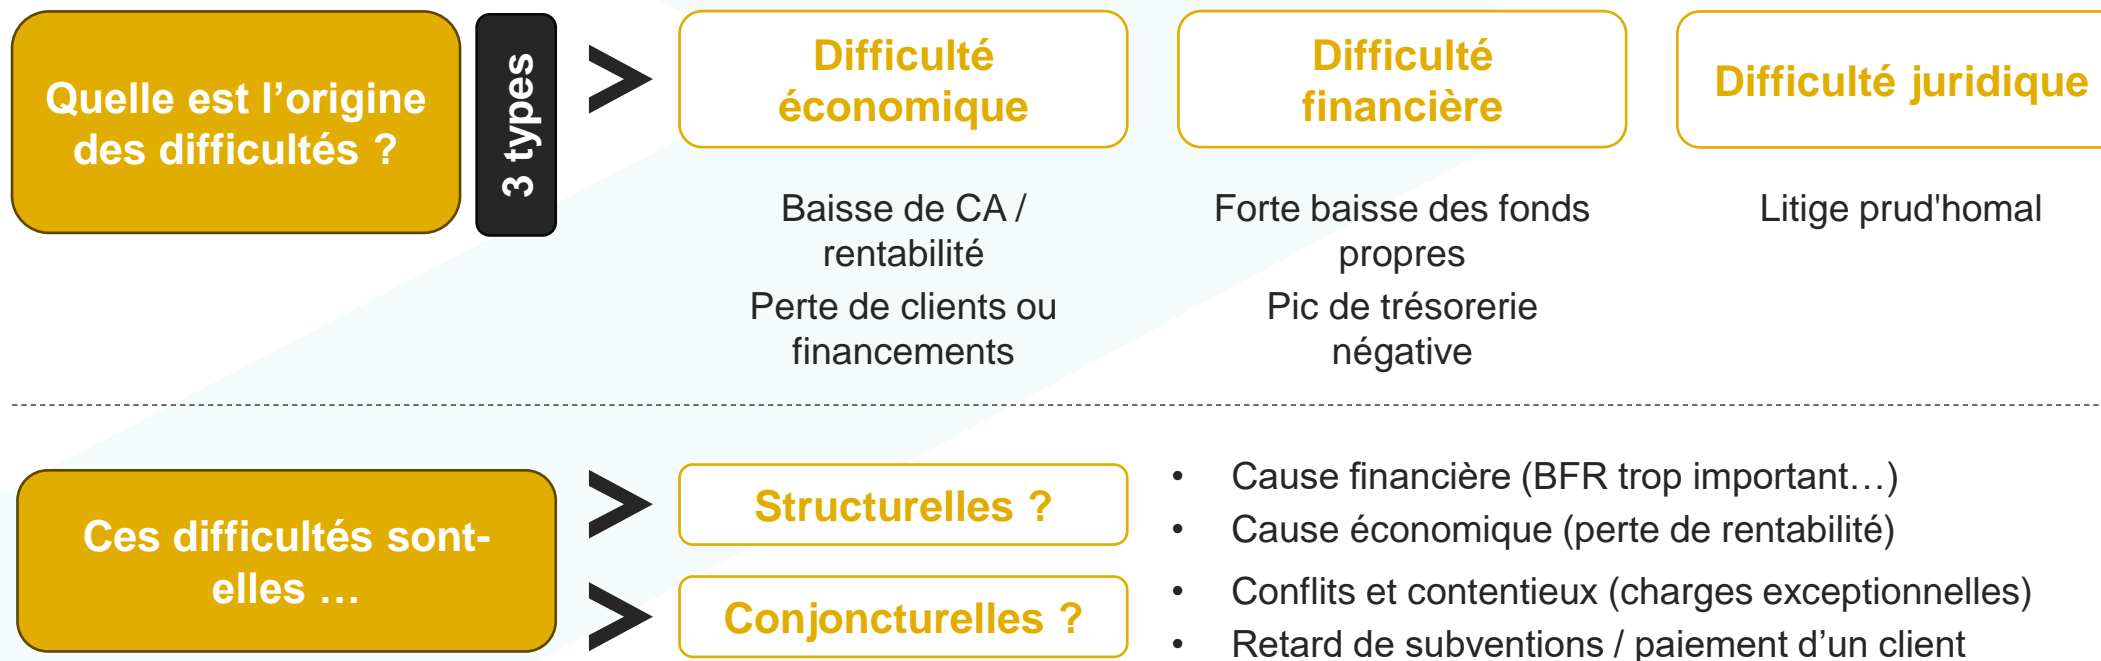 Quelle est l’origine
des difficultés ?
3 types
>
Difficulté
économique
Difficulté
financière
Difficulté juridique
Baisse de CA /
rentabilité
Perte de clients ou
financements
Forte baisse des fonds
propres
Pic de trésorerie
négative
Litige prud'homal
Ces difficultés sont-
elles …
>
Structurelles ?
• Cause financière (BFR trop important…)
• Cause économique (perte de rentabilité)
>
Conjoncturelles ?
• Conflits et contentieux (charges exceptionnelles)
• Retard de subventions / paiement d’un client